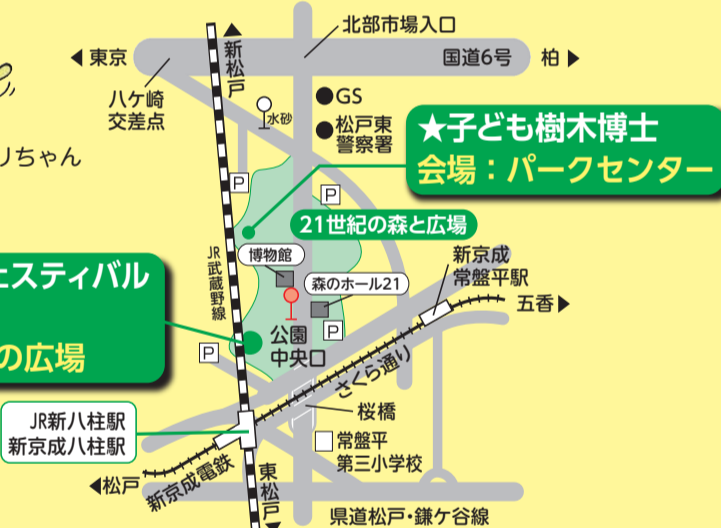 北部市場入口
◀東京
▲新松戸
国道6号
柏▶
八ケ崎
交差点
水砂
●GS
●松戸東
警察署
★子ども樹木博士
会場：パークセンター
リちゃん
P
P
21世紀の森と広場
JR武蔵野線
博物館
森のホール21
新京成
常盤平駅
五香▶
ェスティバル
の広場
P
P
公園
中央口
さくら通り
桜橋
JR新八柱駅
新京成八柱駅
常盤平
第三小学校
◀松戸
新京成電鉄
東松戸▼
県道松戸・鎌ケ谷線